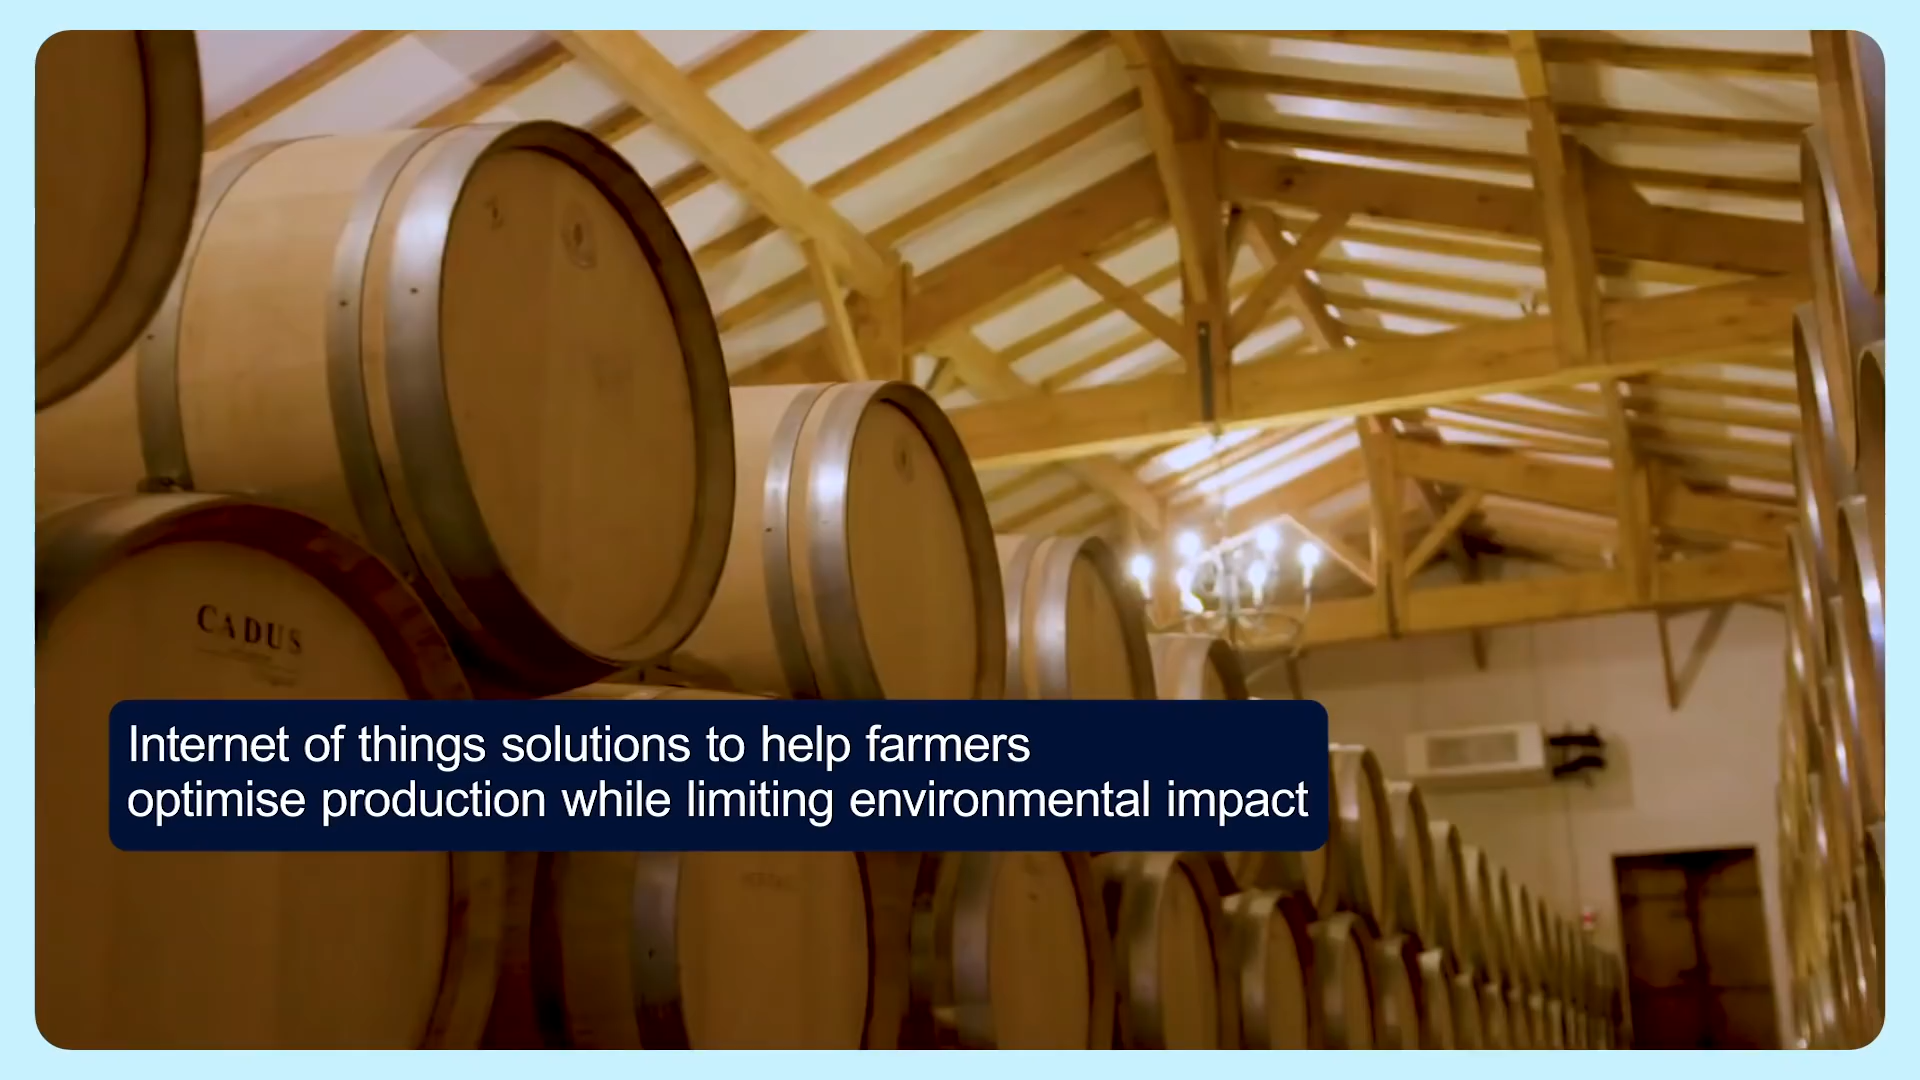 CADUS
Internet of things solutions to help farmers
optimise production while limiting environmental impact